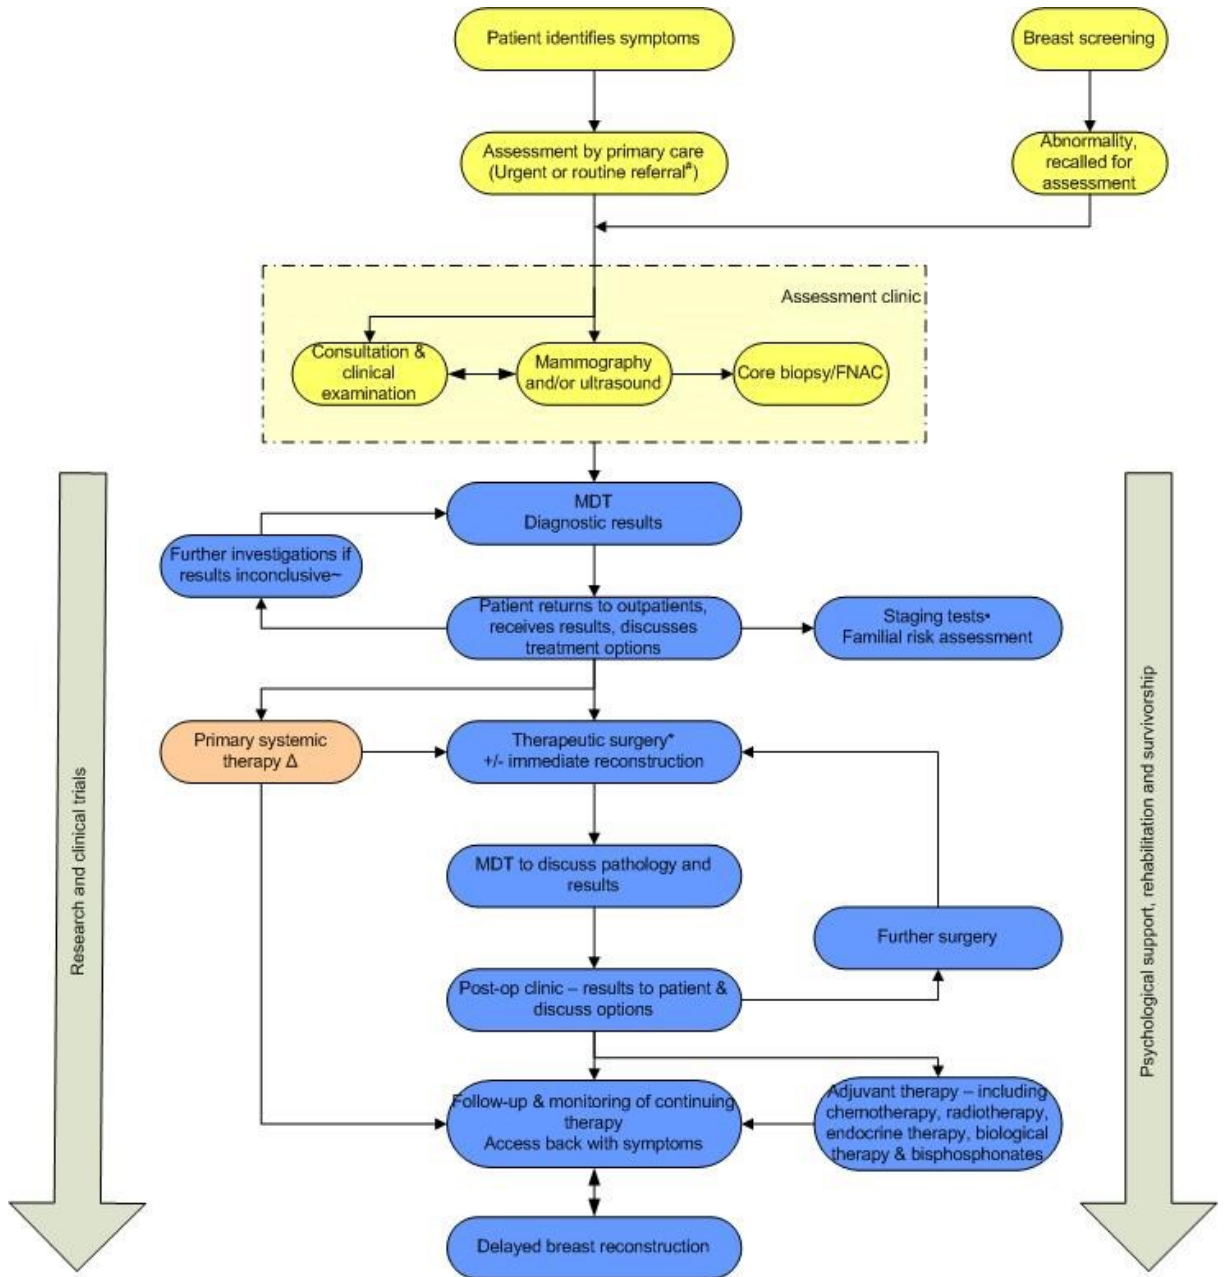 Patient identifies symptoms
Breast screening
Assessment by primary care
(Urgent or routine referral#)
Abnormality,
recalled for
assessment
Assessment clinic
Consultation &
clinical
examination
Mammography
and/or ultrasound
Core biopsy/FNAC
MDT
Diagnostic results
Further investigations if
results inconclusive~
Patient returns to outpatients,
receives results, discusses
treatment options
Staging tests•
Familial risk assessment
Primary systemic
therapy Δ
Therapeutic surgery*
+/- immediate reconstruction
MDT to discuss pathology and
results
Further surgery
Post-op clinic – results to patient &
discuss options
Follow-up & monitoring of continuing
therapy
Access back with symptoms
Adjuvant therapy – including
chemotherapy, radiotherapy,
endocrine therapy, biological
therapy & bisphosphonates
Delayed breast reconstruction
Research and clinical trials
Psychological support, rehabilitation and survivorship